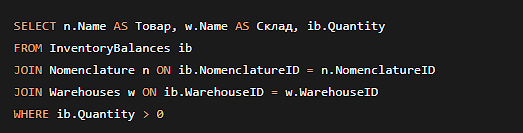 SELECT n.Name AS Товар, w.Name AS Склад, ib.Quantity
FROM InventoryBalances ib
JOIN Nomenclature n ON ib.NomenclatureID = n.NomenclatureID
JOIN Warehouses w ON ib.WarehouseID = w.WarehouseID
WHERE ib.Quantity > 0